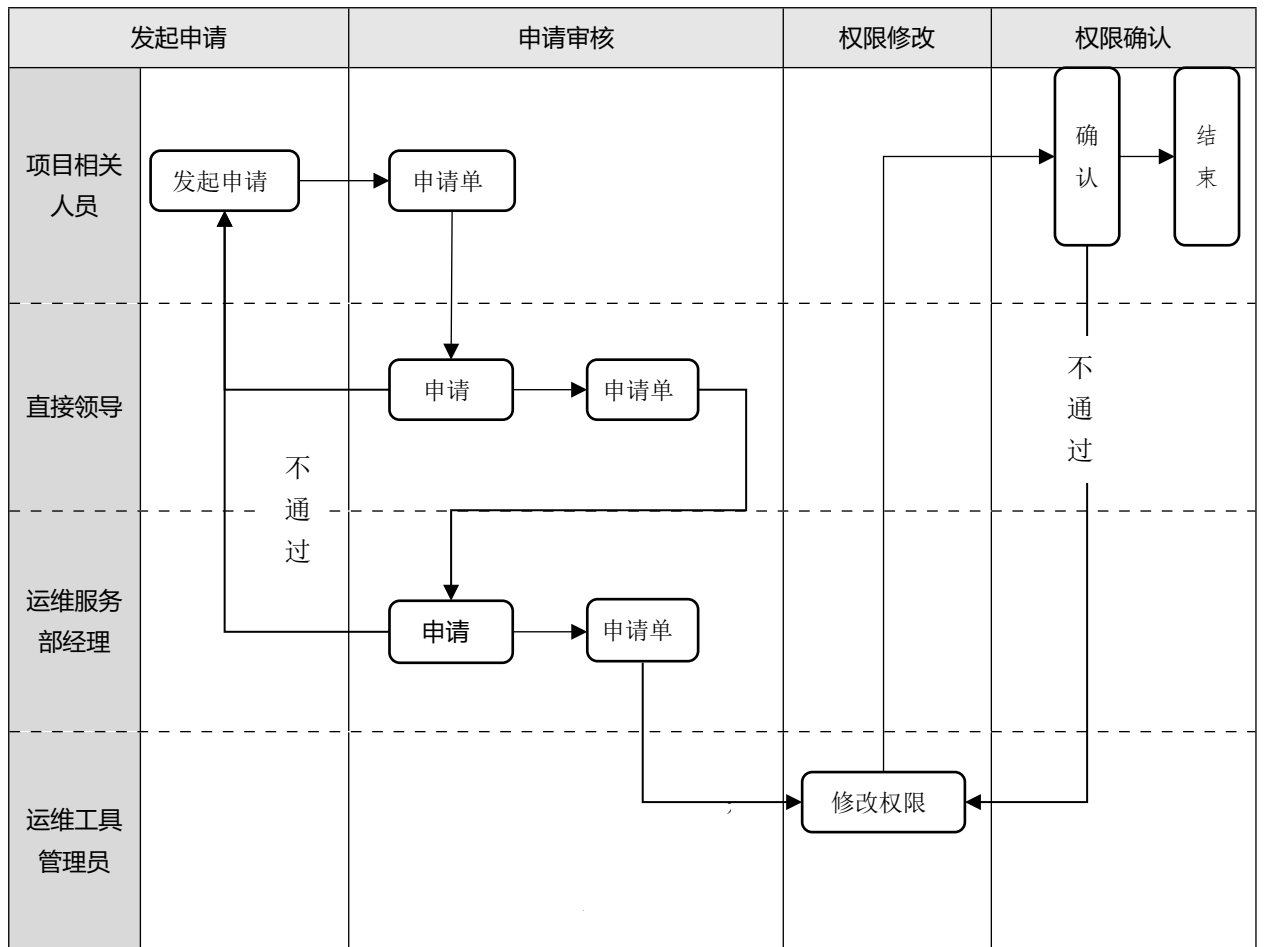 发起申请
申请审核
权限修改
权限确认
项目相关
人员
发起申请
申请单
确
认
结
束
直接领导
申请
申请单
不
通
过
不
通
过
运维服务
部经理
申请
申请单
运维工具
管理员
修改权限